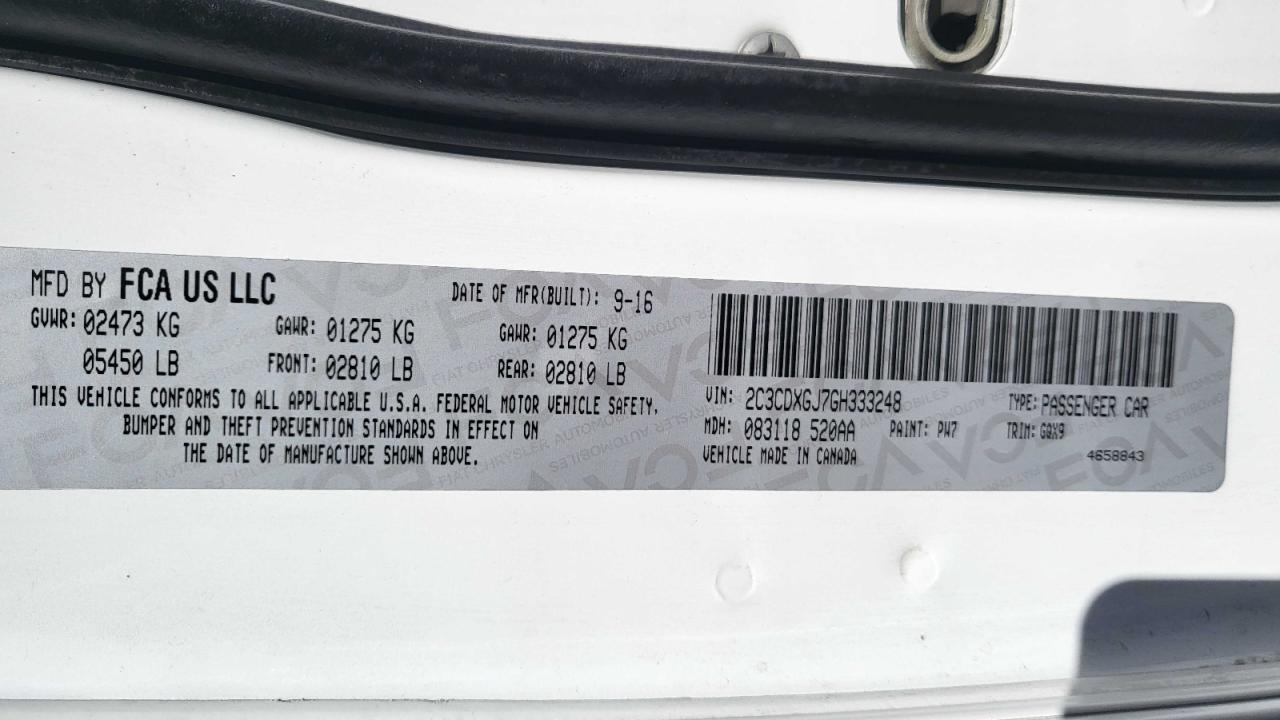 MFD BY FCA US LLC DATE OF MFR(BUILT): 9-16
GVWR: 02473 KG GAWR: 01275 KG GAWR: 01275 KG
05450 LB FRONT: 02810 LB REAR: 02810 LB
THIS VEHICLE CONFORMS TO ALL APPLICABLE U.S.A. FEDERAL MOTOR VEHICLE SAFETY,
BUMPER AND THEFT PREVENTION STANDARDS IN EFFECT ON
THE DATE OF MANUFACTURE SHOWN ABOVE.
VIN: 2C3CDXGJ7GH333248 TYPE: PASSENGER CAR
MDH: 083118 520AA PAINT: PW7 TRIM: GQX9
VEHICLE MADE IN CANADA 4658843